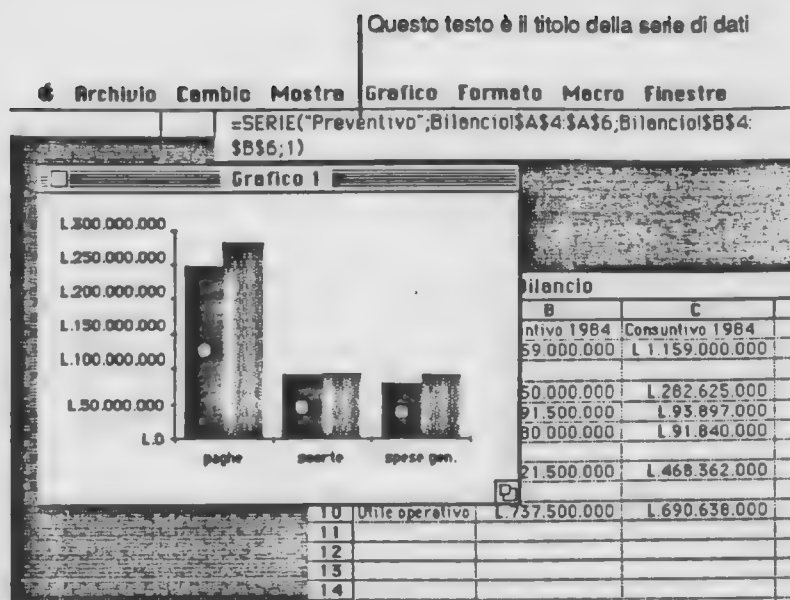 Questo testo è il titolo della serie di dati
Archivio Cambio Mostra Grafico Formato Macro Finestra
=SERIE("Preventivo";Bilancio!$A$4:$A$6;Bilancio!$B$4:
$B$6;1)
Grafico 1
L.300.000.000
L.250.000.000
L.200.000.000
L.150.000.000
L.100.000.000
L.50.000.000
L.0
paghe scorte spese gen.
ilancio
B C
ntivo 1984 Consuntivo 1984
59.000.000 L 1.159.000.000
50.000.000 L.282.625.000
91.500.000 L.93.897.000
80 000.000 L.91.840.000
21.500.000 L.468.362.000
10 Utile operativo L.737.500.000 L.690.638.000
11
12
13
14